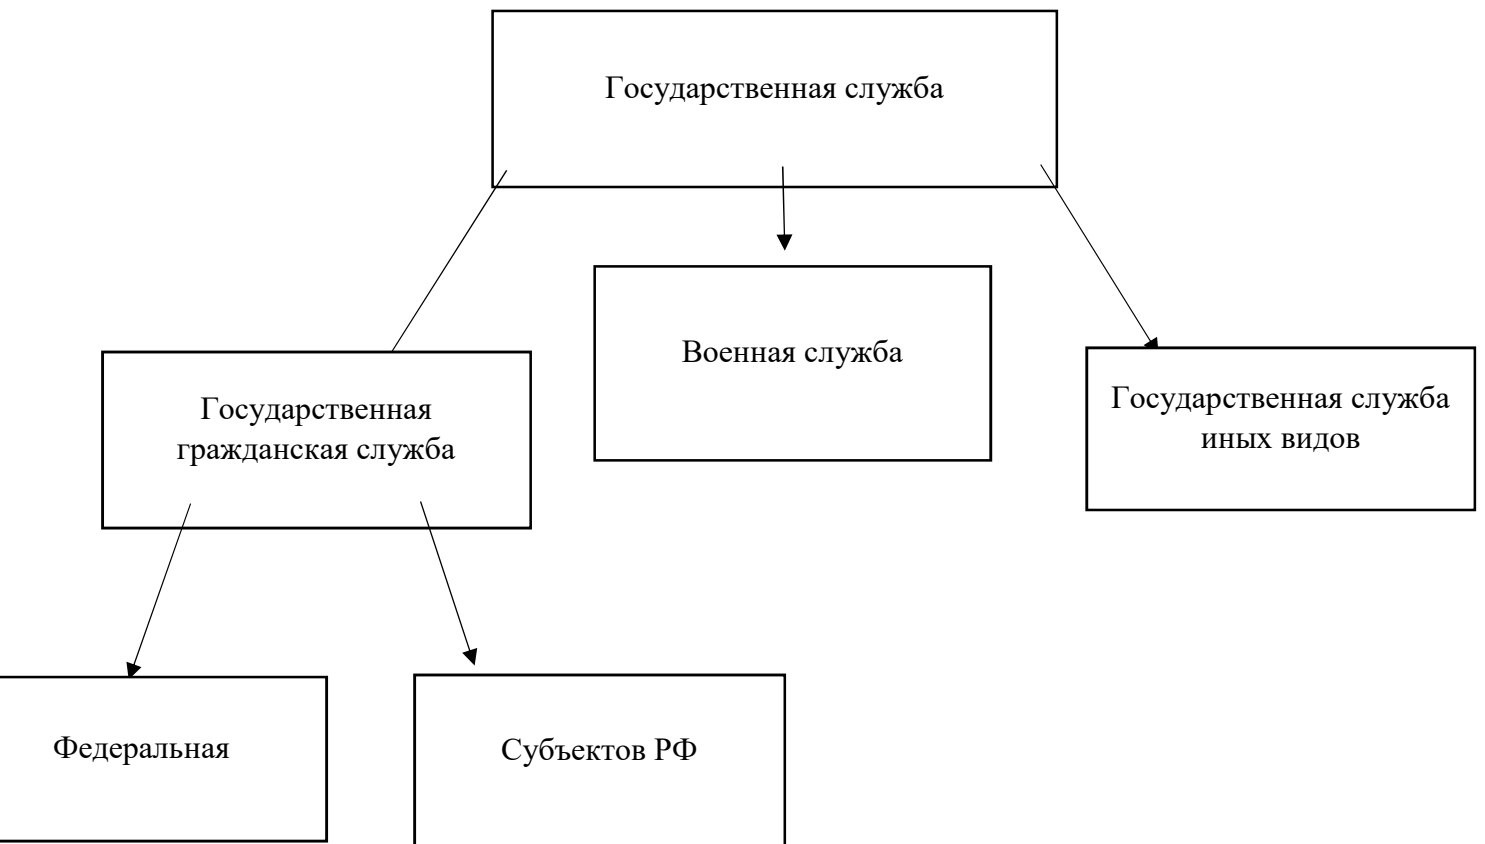 Государственная служба
Военная служба
Государственная
гражданская служба
Государственная служба
иных видов
Федеральная
Субъектов РФ